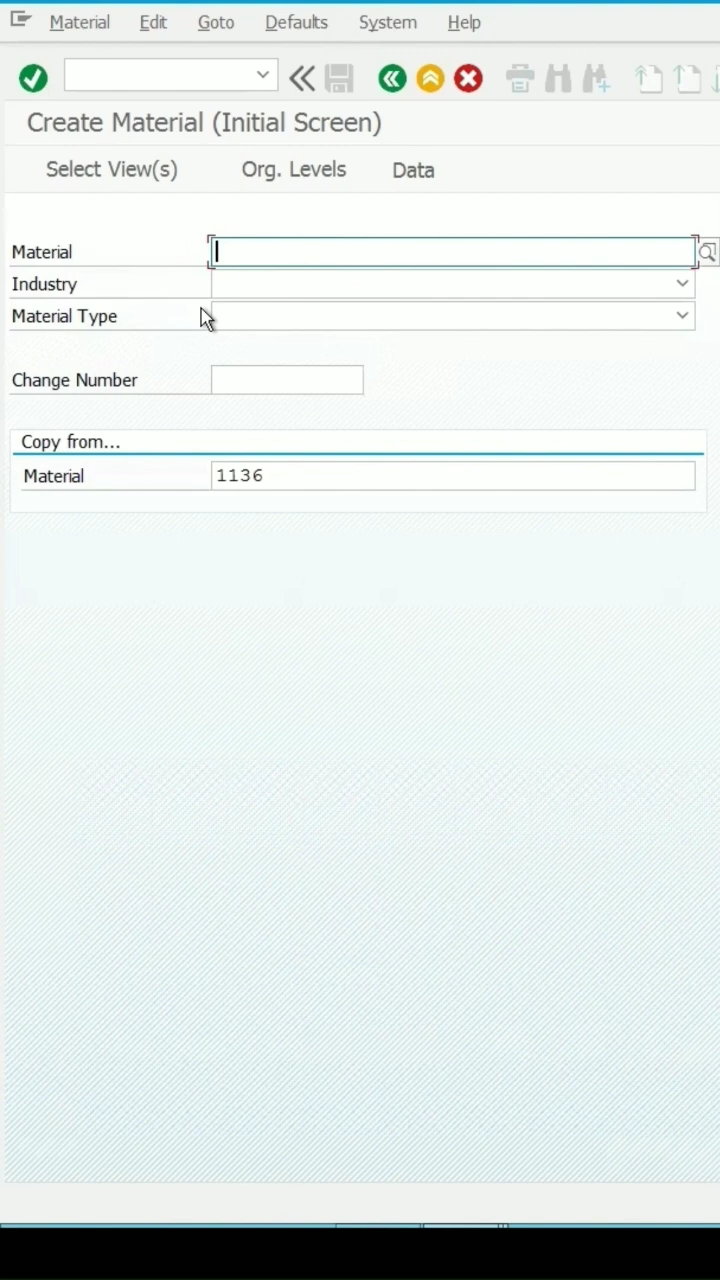 Material Edit Goto Defaults System Help
Create Material (Initial Screen)
Select View(s) Org. Levels Data
Material
Industry
Material Type
Change Number
Copy from...
Material 1136